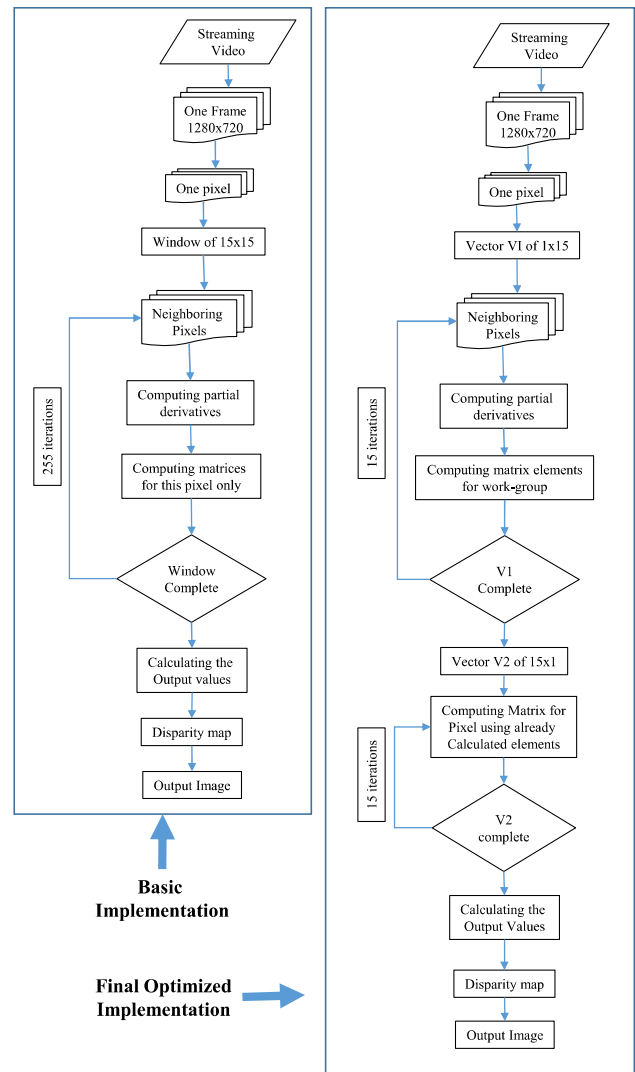 Streaming
Video
One Frame
1280x720
One pixel
Window of 15x15
Neighboring
Pixels
255 iterations
Computing partial
derivatives
Computing matrices
for this pixel only
Window
Complete
Calculating the
Output values
Disparity map
Output Image
Basic
Implementation
Final Optimized
Implementation
Streaming
Video
One Frame
1280x720
One pixel
Vector VI of 1x15
Neighboring
Pixels
15 iterations
Computing partial
derivatives
Computing matrix elements
for work-group
V1
Complete
Vector V2 of 15x1
Computing Matrix for
Pixel using already
Calculated elements
15 iterations
V2
complete
Calculating the
Output Values
Disparity map
Output Image